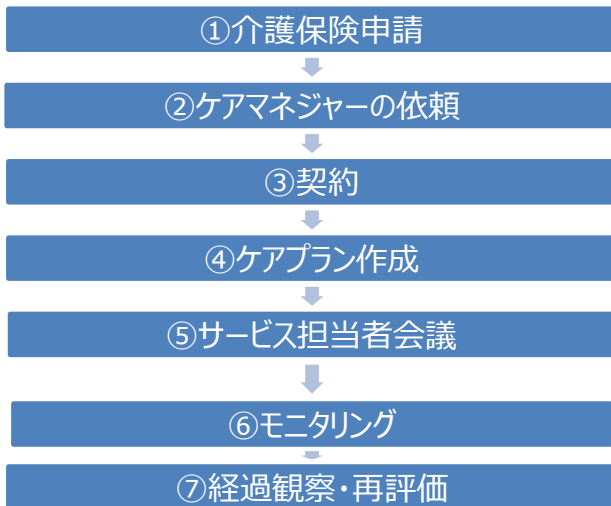 ①介護保険申請
②ケアマネジャーの依頼
③契約
④ケアプラン作成
⑤サービス担当者会議
⑥モニタリング
⑦経過観察・再評価